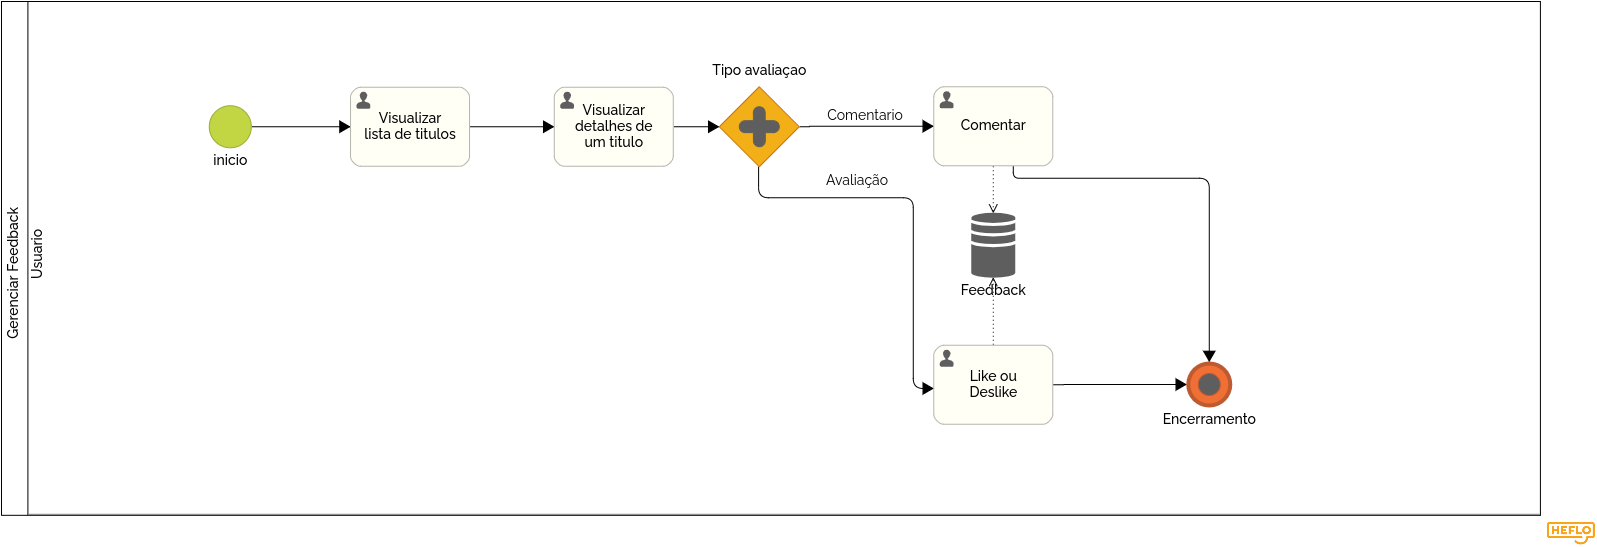 Gerenciar Feedback
Usuario
inicio
Visualizar
lista de titulos
Visualizar
detalhes de
um titulo
Tipo avaliaçao
Comentario
Avaliação
Comentar
Feedback
Like ou
Deslike
Encerramento
HEFLO